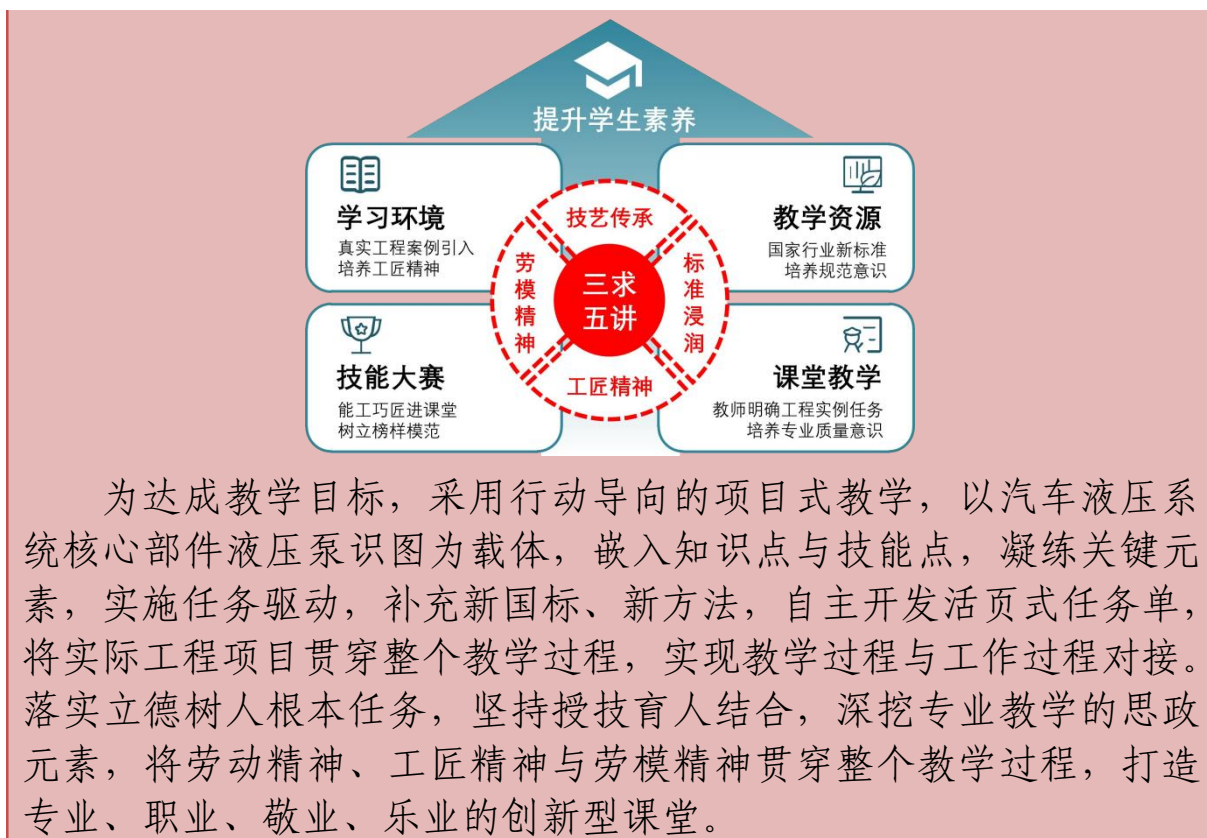 提升学生素养
学习环境
真实工程案例引入
培养工匠精神
教学资源
国家行业新标准
培养规范意识
技艺传承
劳模精神
三求
五讲
标准浸润
工匠精神
技能大赛
能工巧匠进课堂
树立榜样模范
课堂教学
教师明确工程实例任务
培养专业质量意识
为达成教学目标，采用行动导向的项目式教学，以汽车液压系
统核心部件液压泵识图为载体，嵌入知识点与技能点，凝练关键元
素，实施任务驱动，补充新国标、新方法，自主开发活页式任务单，
将实际工程项目贯穿整个教学过程，实现教学过程与工作过程对接。
落实立德树人根本任务，坚持授技育人结合，深挖专业教学的思政
元素，将劳动精神、工匠精神与劳模精神贯穿整个教学过程，打造
专业、职业、敬业、乐业的创新型课堂。